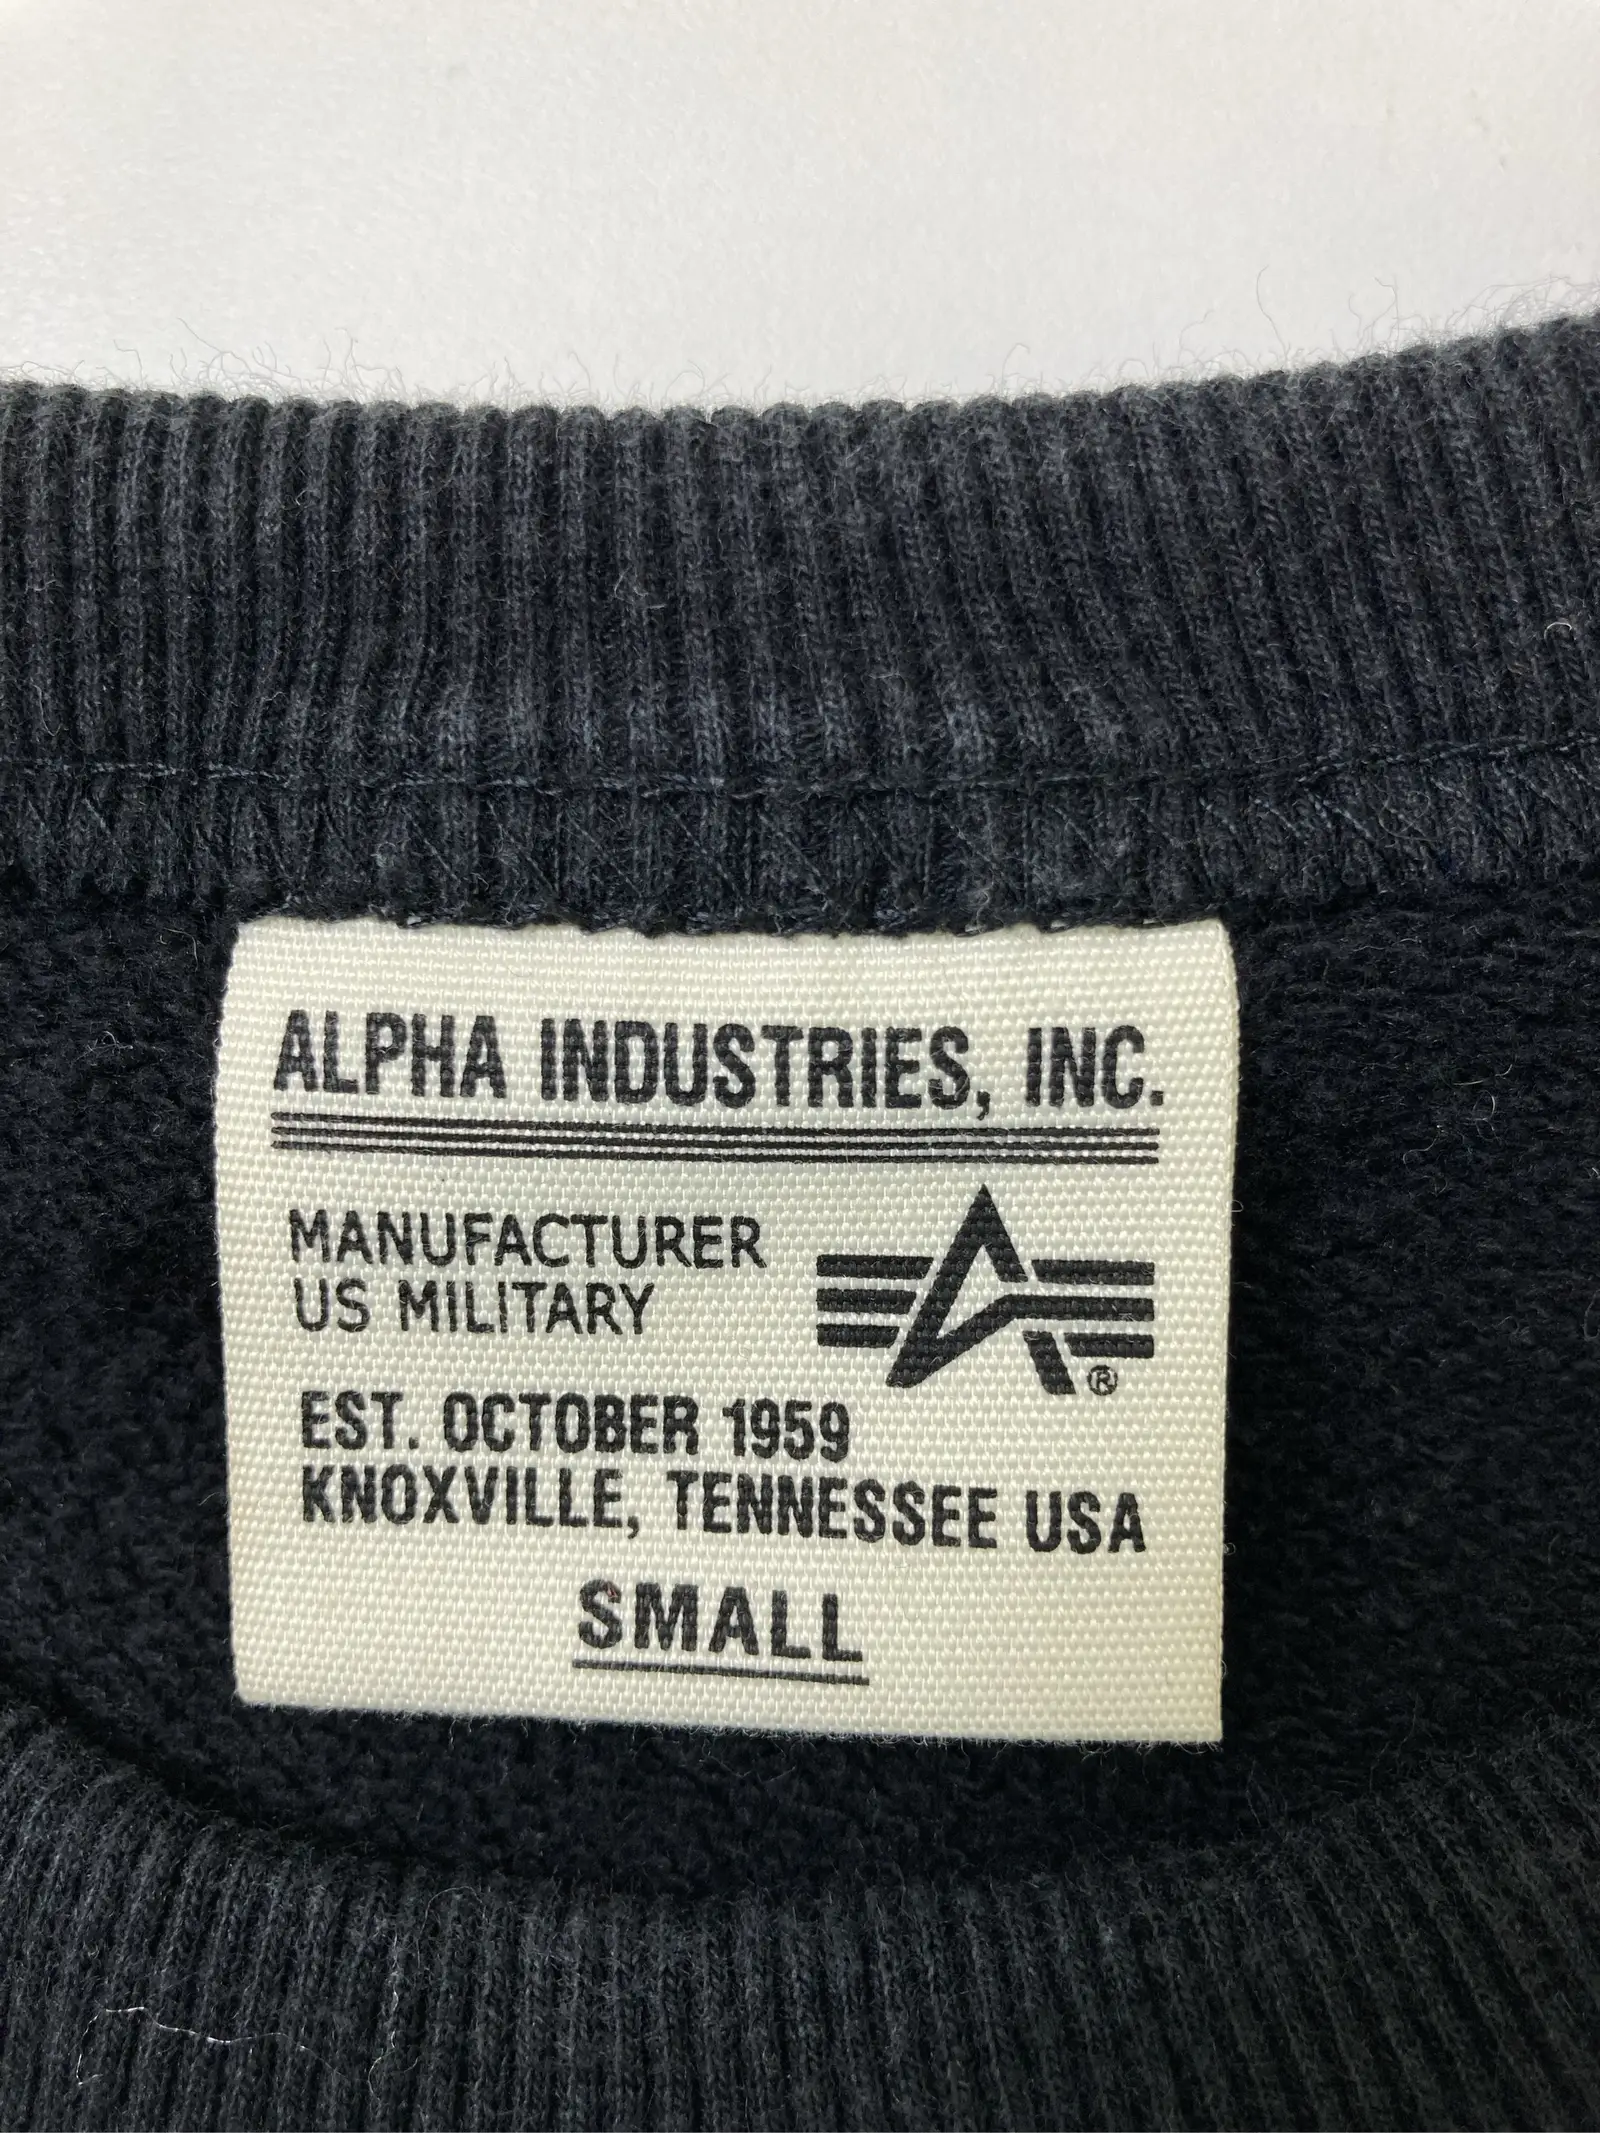 ALPHA INDUSTRIES, INC.
MANUFACTURER
US MILITARY
®
EST. OCTOBER 1959
KNOXVILLE, TENNESSEE USA
SMALL